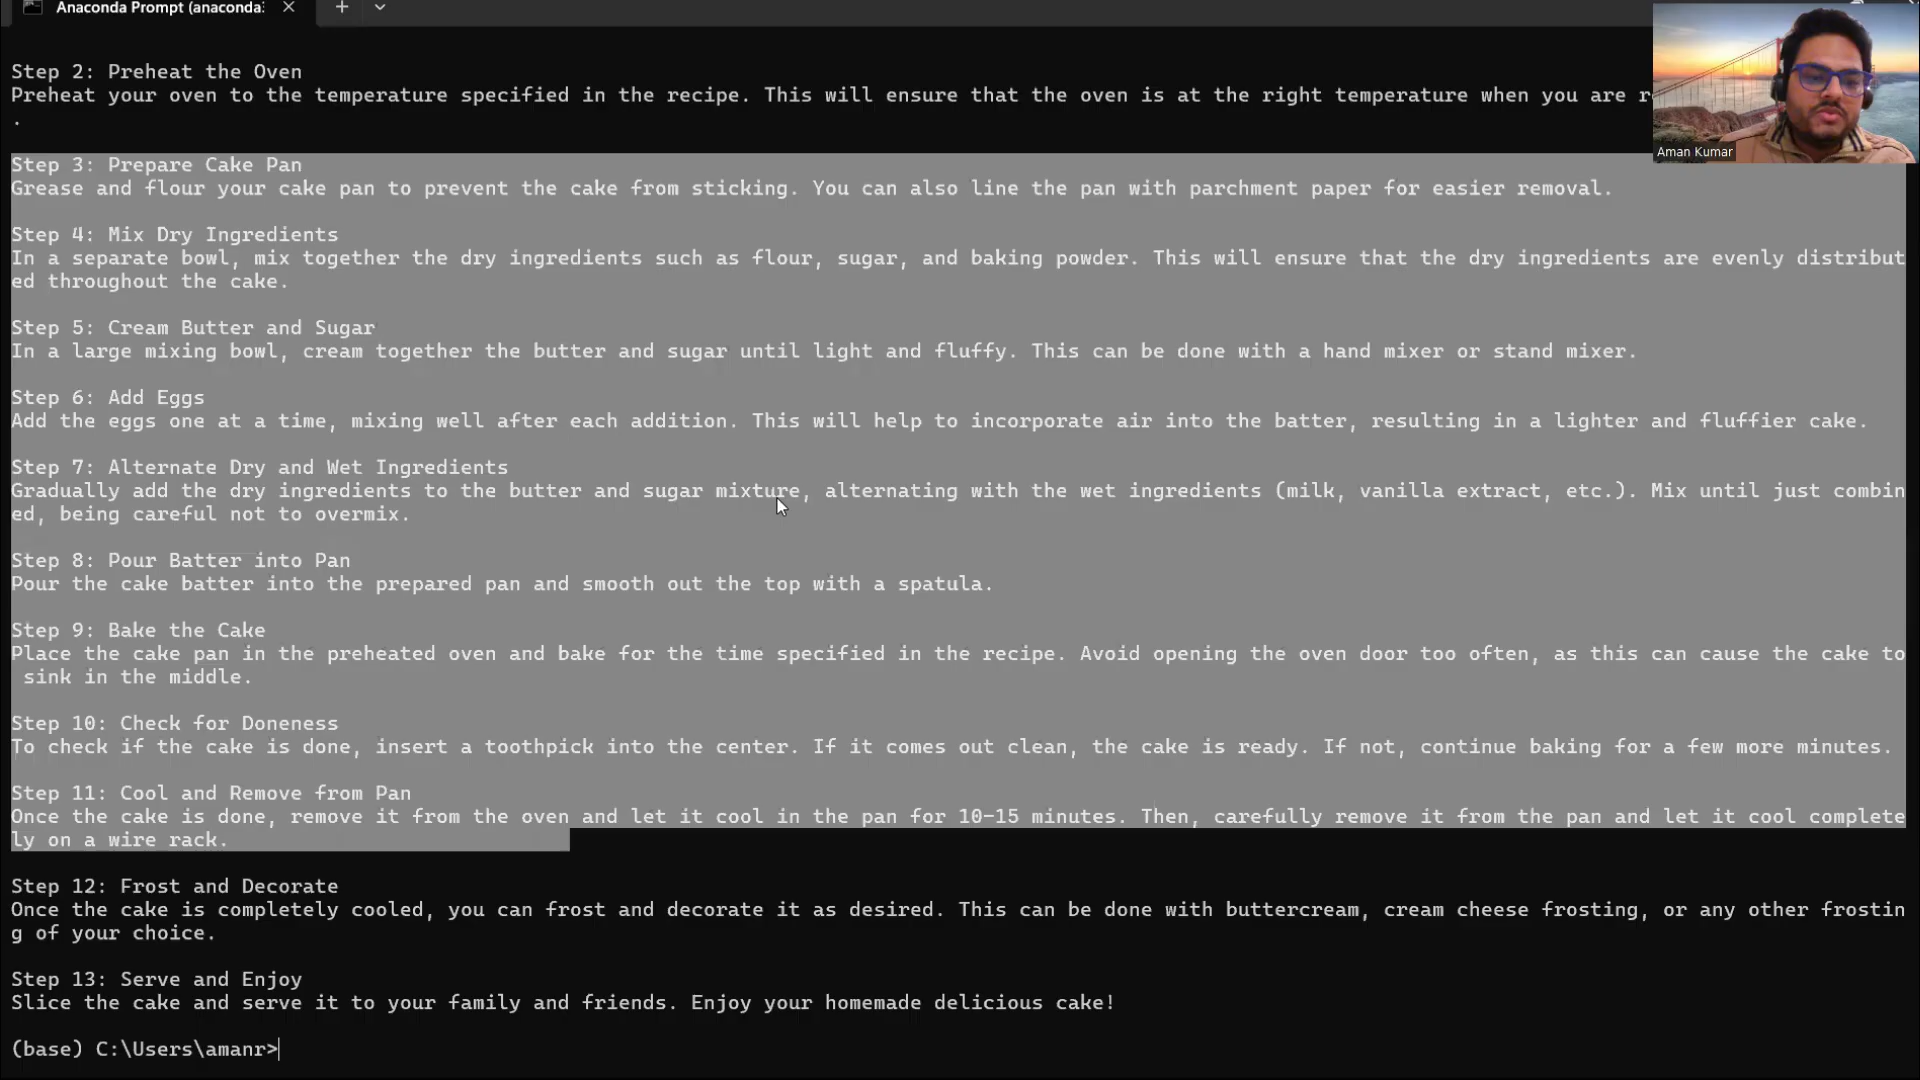 Anaconda Prompt (anaconda3
Step 2: Preheat the Oven
Preheat your oven to the temperature specified in the recipe. This will ensure that the oven is at the right temperature when you are
.
Aman Kumar
Step 3: Prepare Cake Pan
Grease and flour your cake pan to prevent the cake from sticking. You can also line the pan with parchment paper for easier removal.
Step 4: Mix Dry Ingredients
In a separate bowl, mix together the dry ingredients such as flour, sugar, and baking powder. This will ensure that the dry ingredients are evenly distribut
ed throughout the cake.
Step 5: Cream Butter and Sugar
In a large mixing bowl, cream together the butter and sugar until light and fluffy. This can be done with a hand mixer or stand mixer.
Step 6: Add Eggs
Add the eggs one at a time, mixing well after each addition. This will help to incorporate air into the batter, resulting in a lighter and fluffier cake.
Step 7: Alternate Dry and Wet Ingredients
Gradually add the dry ingredients to the butter and sugar mixture, alternating with the wet ingredients (milk, vanilla extract, etc.). Mix until just combin
ed, being careful not to overmix.
Step 8: Pour Batter into Pan
Pour the cake batter into the prepared pan and smooth out the top with a spatula.
Step 9: Bake the Cake
Place the cake pan in the preheated oven and bake for the time specified in the recipe. Avoid opening the oven door too often, as this can cause the cake to
sink in the middle.
Step 10: Check for Doneness
To check if the cake is done, insert a toothpick into the center. If it comes out clean, the cake is ready. If not, continue baking for a few more minutes.
Step 11: Cool and Remove from Pan
Once the cake is done, remove it from the oven and let it cool in the pan for 10-15 minutes. Then, carefully remove it from the pan and let it cool complete
ly on a wire rack.
Step 12: Frost and Decorate
Once the cake is completely cooled, you can frost and decorate it as desired. This can be done with buttercream, cream cheese frosting, or any other frostin
g of your choice.
Step 13: Serve and Enjoy
Slice the cake and serve it to your family and friends. Enjoy your homemade delicious cake!
(base) C:\Users\amanr>